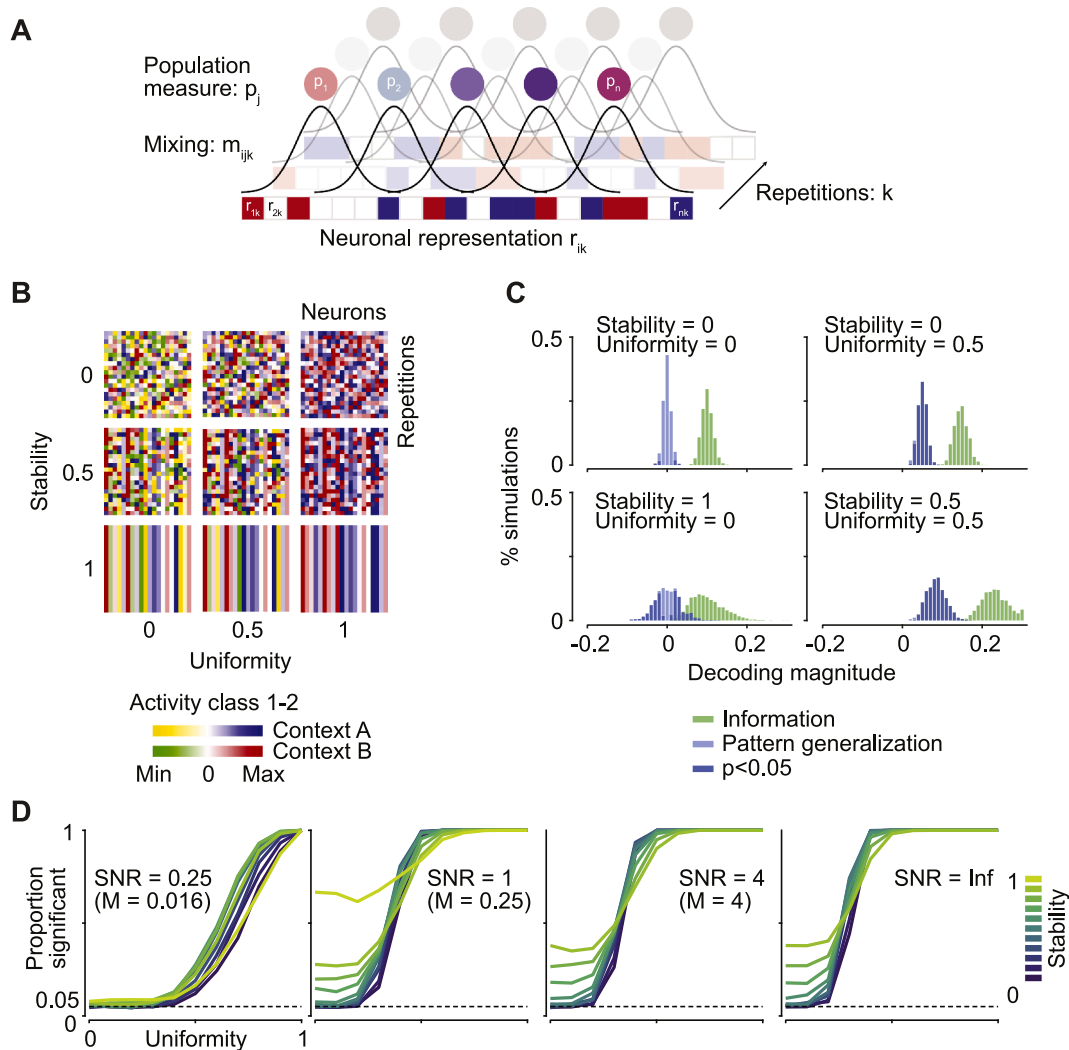 A
Population
measure: pj
p1
p2
pn
Mixing: mijk
Repetitions: k
r1k
r2k
rnk
Neuronal representation rik
B
Neurons
Repetitions
Stability
0
0.5
1
0
0.5
1
Uniformity
Activity class 1-2
Context A
Context B
Min
0
Max
C
% simulations
0.5
0
Stability = 0
Uniformity = 0
Stability = 0
Uniformity = 0.5
0.5
0
Stability = 1
Uniformity = 0
Stability = 0.5
Uniformity = 0.5
-0.2
0
0.2
-0.2
0
0.2
Decoding magnitude
Information
Pattern generalization
p<0.05
D
Proportion
significant
1
0.05
0
SNR = 0.25
(M = 0.016)
SNR = 1
(M = 0.25)
SNR = 4
(M = 4)
SNR = Inf
0
Uniformity
1
1
Stability
0